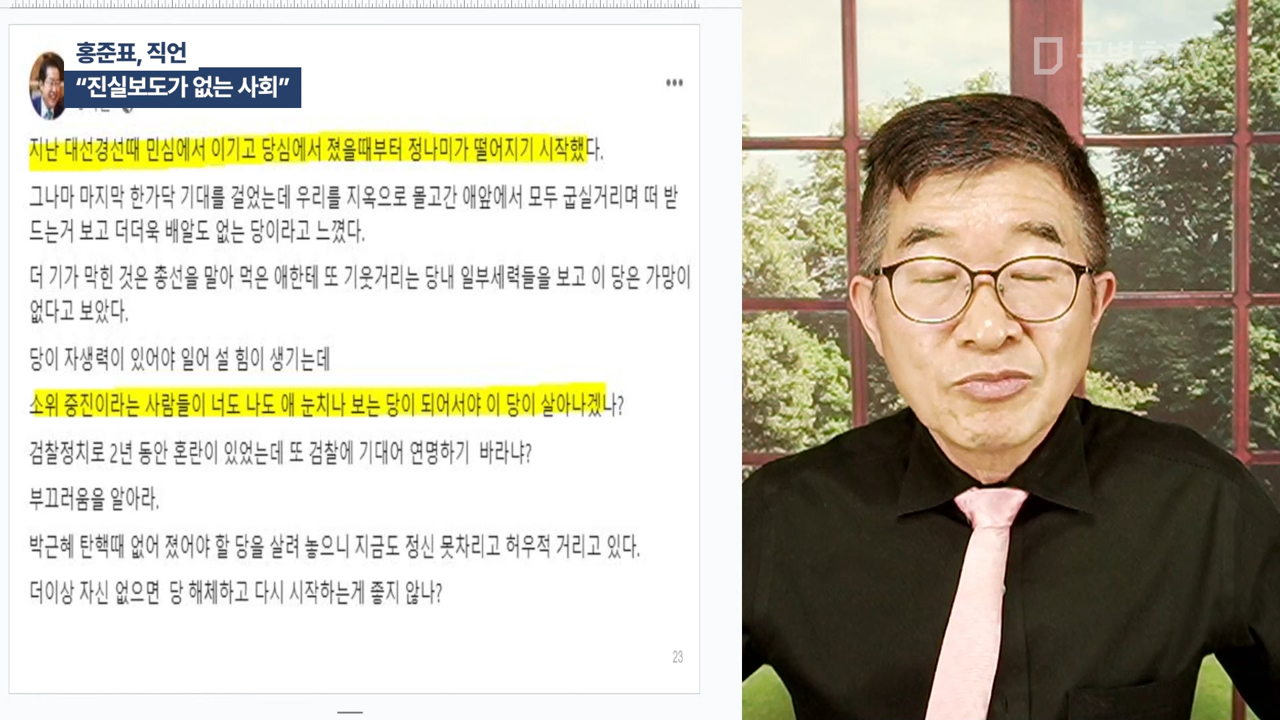 홍준표, 직언
“진실보도가 없는 사회”
공병호TV
지난 대선경선때 민심에서 이기고 당심에서 졌을때부터 정나미가 떨어지기 시작했다.
그나마 마지막 한가닥 기대를 걸었는데 우리를 지옥으로 몰고간 애앞에서 모두 굽실거리며 떠 받
드는거 보고 더더욱 배알도 없는 당이라고 느꼈다.
더 기가 막힌 것은 총선을 말아 먹은 애한테 또 기웃거리는 당내 일부세력들을 보고 이 당은 가망이
없다고 보았다.
당이 자생력이 있어야 일어 설 힘이 생기는데
소위 중진이라는 사람들이 너도 나도 애 눈치나 보는 당이 되어서야 이 당이 살아나겠나?
검찰정치로 2년 동안 혼란이 있었는데 또 검찰에 기대어 연명하기 바라냐?
부끄러움을 알아라.
박근혜 탄핵때 없어 졌어야 할 당을 살려 놓으니 지금도 정신 못차리고 허우적 거리고 있다.
더이상 자신 없으면 당 해체하고 다시 시작하는게 좋지 않나?
23